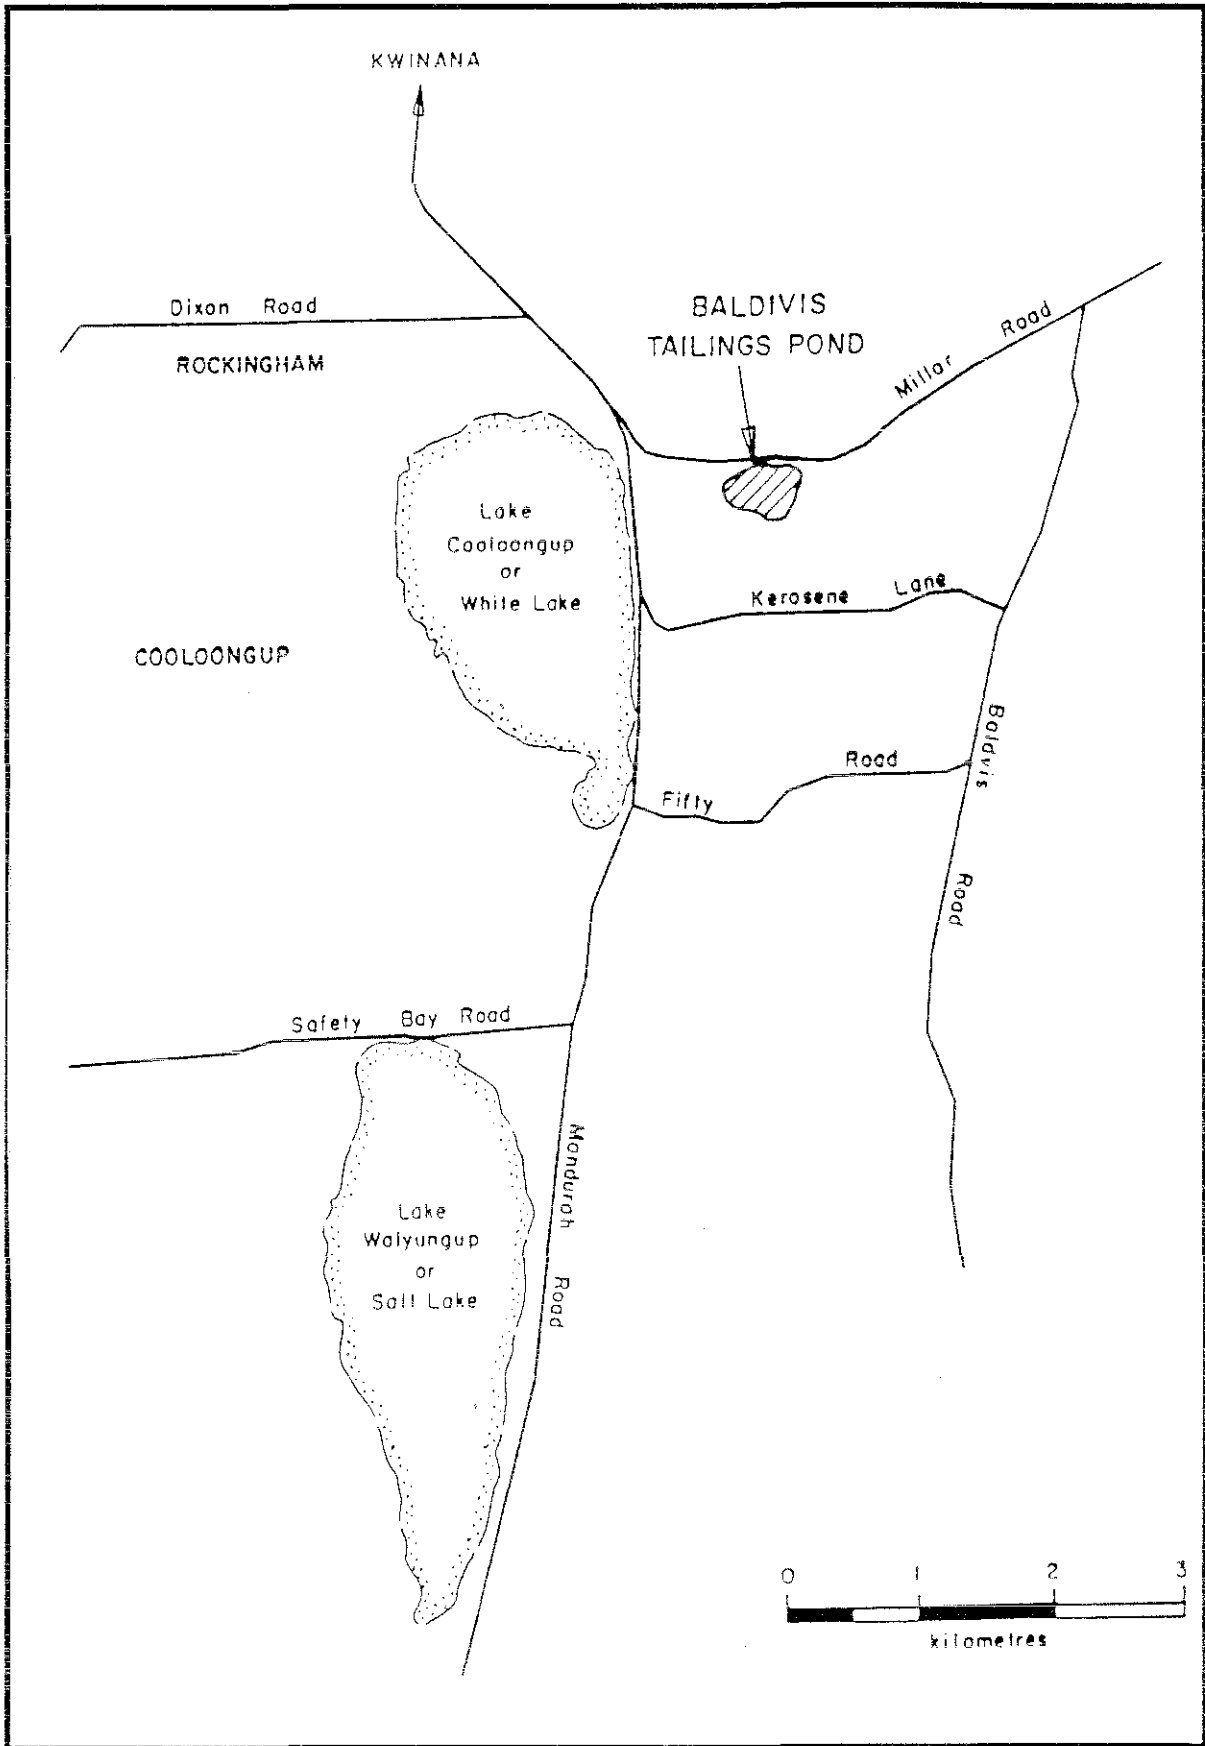 KWINANA
Dixon Road
ROCKINGHAM
BALDIVIS
TAILINGS POND
Millar Road
Lake
Cooloongup
or
White Lake
Kerosene Lane
COOLOONGUP
Baldvis Road
Fifty Road
Safety Bay Road
Mandurah Road
Lake
Walyungup
or
Salt Lake
0 1 2 3
kilometres